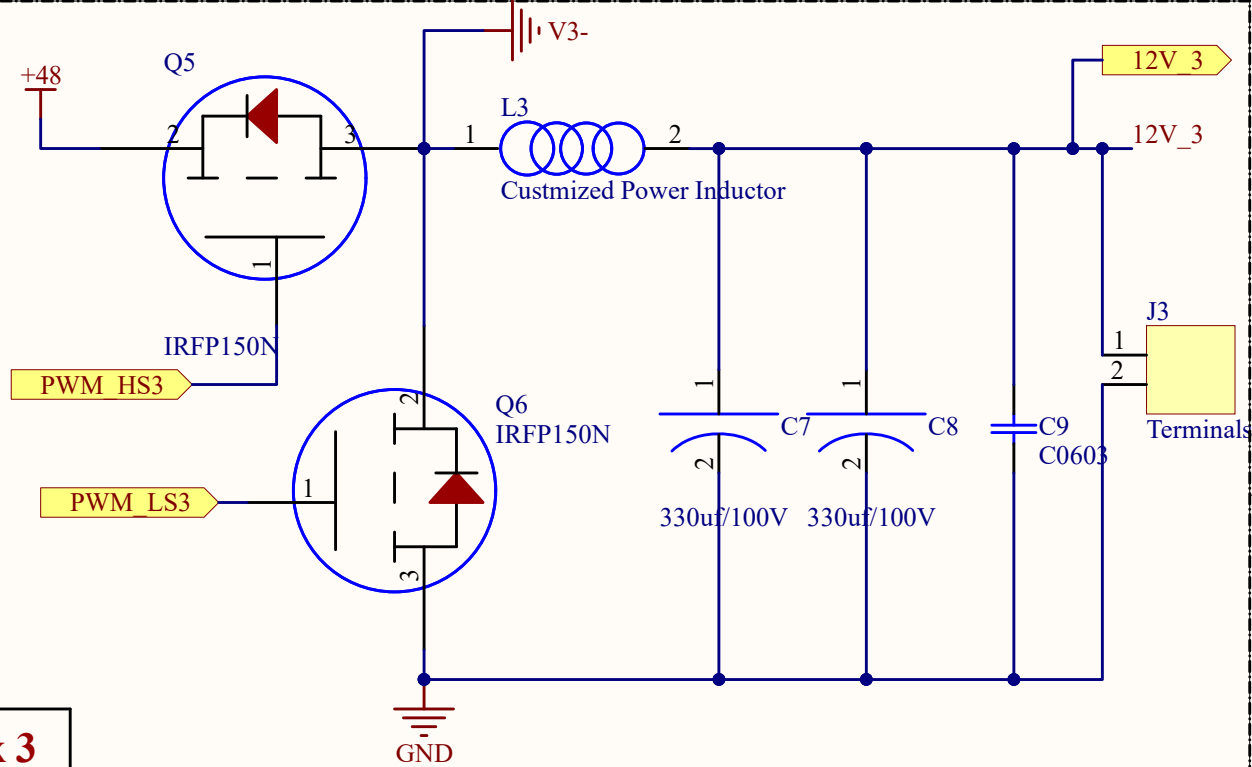 V3-
12V_3
+48
Q5
2
3
1
L3
1
2
Custmized Power Inductor
12V_3
IRFP150N
PWM_HS3
J3
1
2
Terminals
Q6
IRFP150N
2
1
3
PWM_LS3
1
C7
2
330uf/100V
1
C8
2
330uf/100V
C9
C0603
GND
3